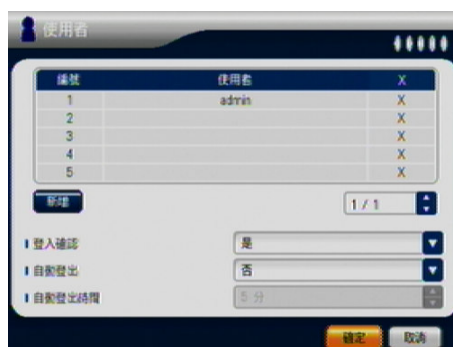 使用者
編號 使用者 X
1 admin X
2 X
3 X
4 X
5 X
新增
1 / 1
登入確認 是
自動登出 否
自動登出時間 5 分
確定 取消